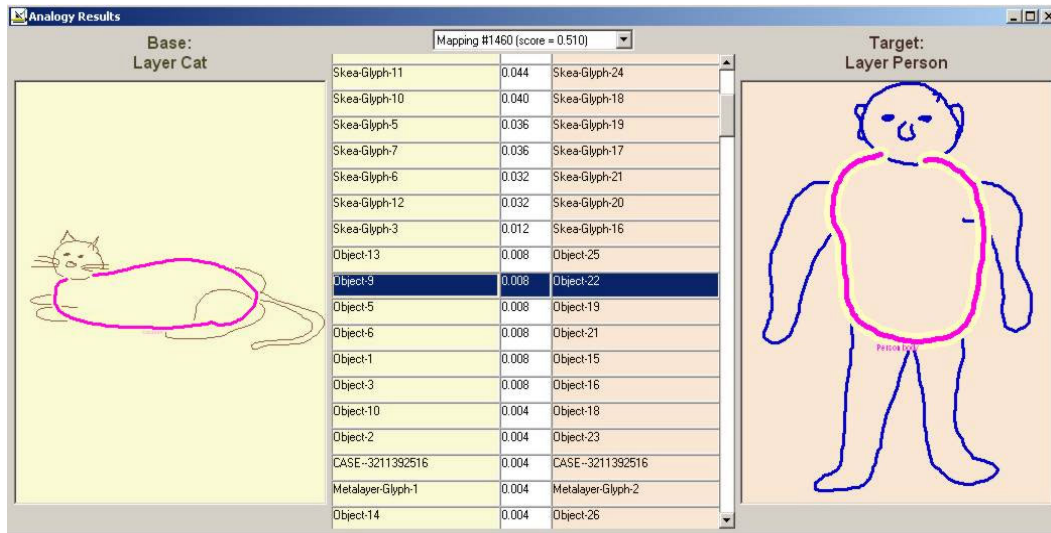 Analogy Results
Base:
Layer Cat
Mapping #1460 (score = 0.510)
Target:
Layer Person
Skea-Glyph-11 0.044 Skea-Glyph-24
Skea-Glyph-10 0.040 Skea-Glyph-18
Skea-Glyph-5 0.036 Skea-Glyph-19
Skea-Glyph-7 0.036 Skea-Glyph-17
Skea-Glyph-6 0.032 Skea-Glyph-21
Skea-Glyph-12 0.032 Skea-Glyph-20
Skea-Glyph-3 0.012 Skea-Glyph-16
Object-13 0.008 Object-25
Object-9 0.008 Object-22
Object-5 0.008 Object-19
Object-6 0.008 Object-21
Object-1 0.008 Object-15
Object-3 0.008 Object-16
Object-10 0.004 Object-18
Object-2 0.004 Object-23
CASE--3211392516 0.004 CASE--3211392516
Metalayer-Glyph-1 0.004 Metalayer-Glyph-2
Object-14 0.004 Object-26
Person body